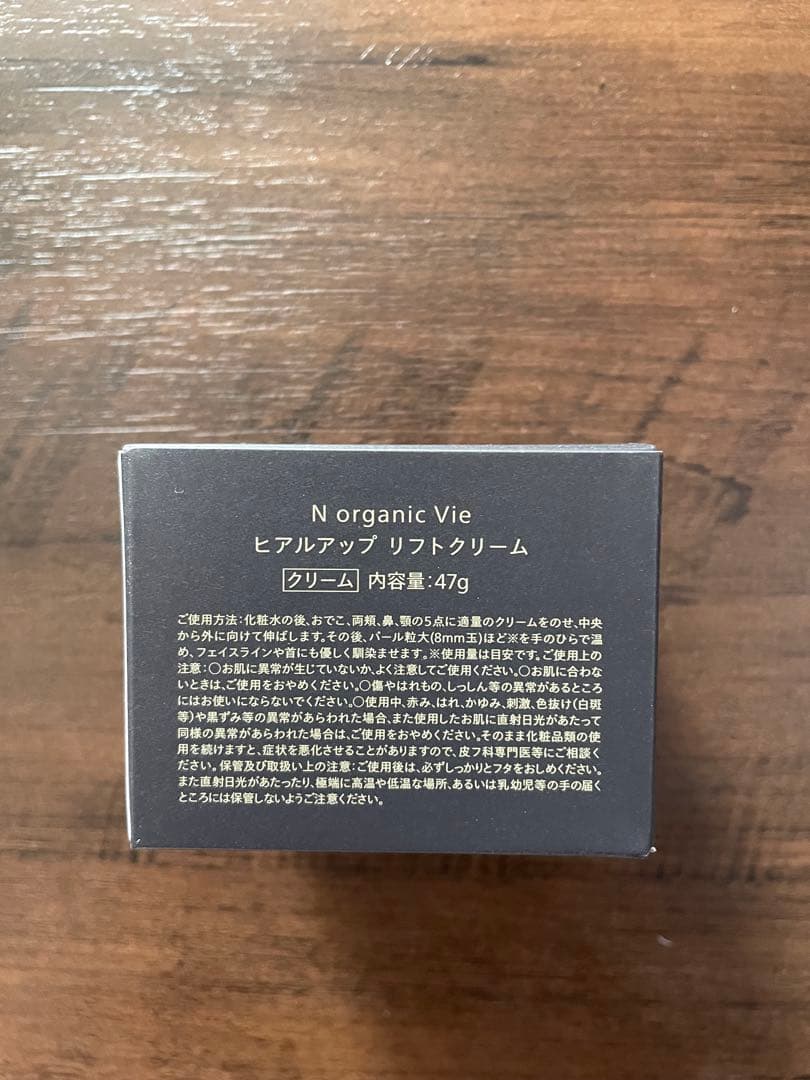 N organic Vie
ヒアルアップ リフトクリーム
クリーム 内容量：47g
ご使用方法：化粧水の後、おでこ、両頬、鼻、顎の5点に適量のクリームをのせ、中央
から外に向けて伸ばします。その後、パール粒大(8mm玉)ほど※を手のひらで温
め、フェイスラインや首にも優しく馴染ませます。※使用量は目安です。ご使用上の
注意：○お肌に異常が生じていないか、よく注意してご使用ください。○お肌に合わな
いときは、ご使用をおやめください。○傷やはれもの、しっしん等の異常があるところ
にはお使いにならないでください。○使用中、赤み、はれ、かゆみ、刺激、色抜け(白斑
等)や黒ずみ等の異常があらわれた場合、また使用したお肌に直射日光があたって
同様の異常があらわれた場合は、ご使用をおやめください。そのまま化粧品類の使
用を続けますと、症状を悪化させることがありますので、皮フ科専門医等にご相談く
ださい。保管及び取扱い上の注意：ご使用後は、必ずしっかりとフタをおしめください。
また直射日光があたったり、極端に高温や低温な場所、あるいは乳幼児等の手の届く
ところには保管しないようご注意ください。